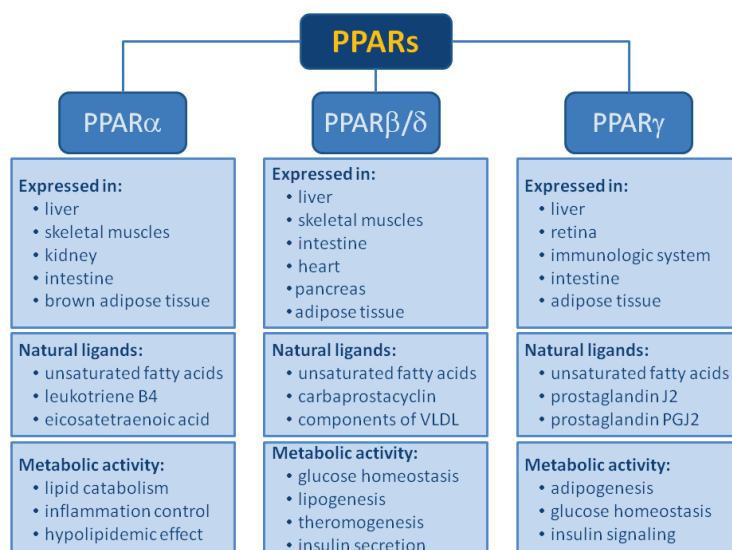 PPARs
PPARα
Expressed in:
• liver
• skeletal muscles
• kidney
• intestine
• brown adipose tissue
Natural ligands:
• unsaturated fatty acids
• leukotriene B4
• eicosatetraenoic acid
Metabolic activity:
• lipid catabolism
• inflammation control
• hypolipidemic effect
PPARβ/δ
Expressed in:
• liver
• skeletal muscles
• intestine
• heart
• pancreas
• adipose tissue
Natural ligands:
• unsaturated fatty acids
• carbaprostacyclin
• components of VLDL
Metabolic activity:
• glucose homeostasis
• lipogenesis
• theromogenesis
• insulin secretion
PPARγ
Expressed in:
• liver
• retina
• immunologic system
• intestine
• adipose tissue
Natural ligands:
• unsaturated fatty acids
• prostaglandin J2
• prostaglandin PGJ2
Metabolic activity:
• adipogenesis
• glucose homeostasis
• insulin signaling